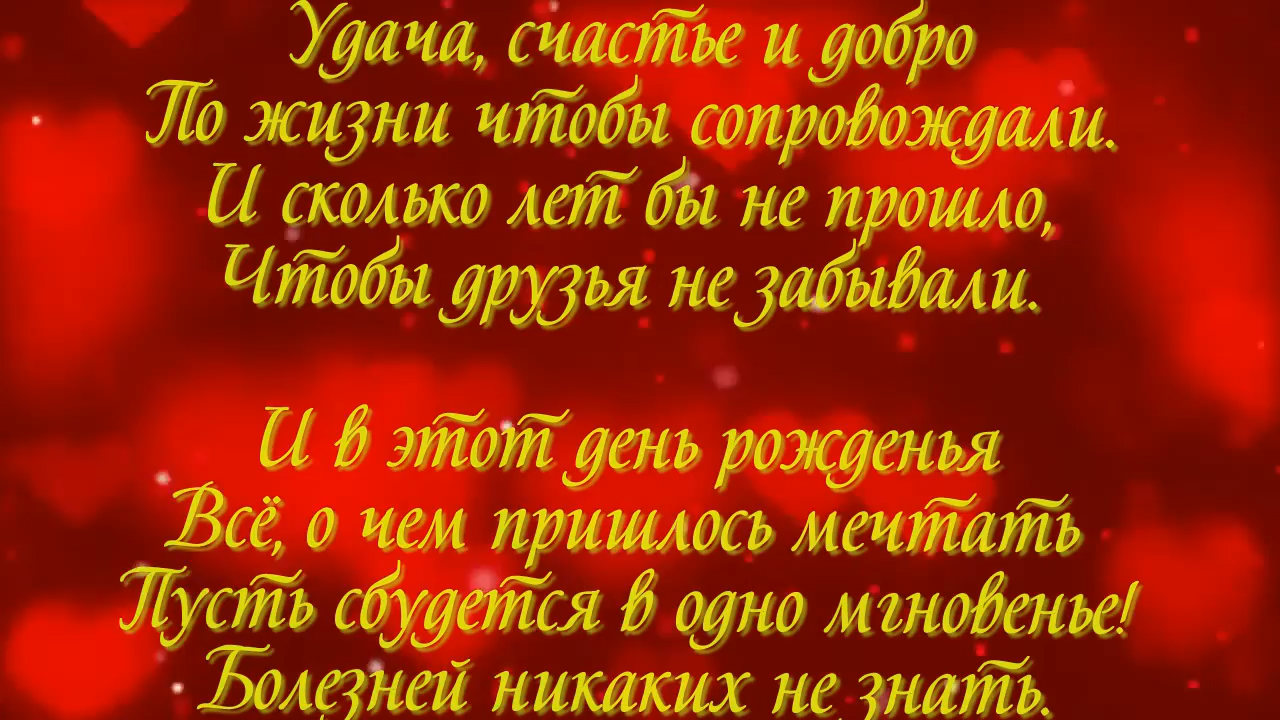 Удача, счастье и добро
По жизни чтобы сопровождали.
И сколько лет бы не прошло,
Чтобы друзья не забывали.
И в этот день рожденья
Всё, о чем пришлось мечтать
Пусть сбудется в одно мгновенье!
Болезней никаких не знать.